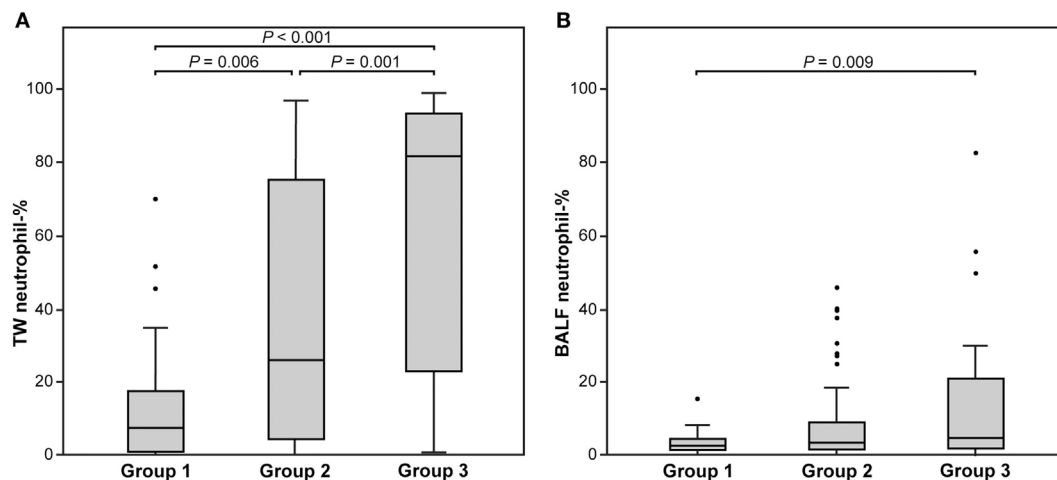 A
P < 0.001
P = 0.006
P = 0.001
TW neutrophil-%
100
80
60
40
20
0
Group 1
Group 2
Group 3
B
P = 0.009
BALF neutrophil-%
100
80
60
40
20
0
Group 1
Group 2
Group 3